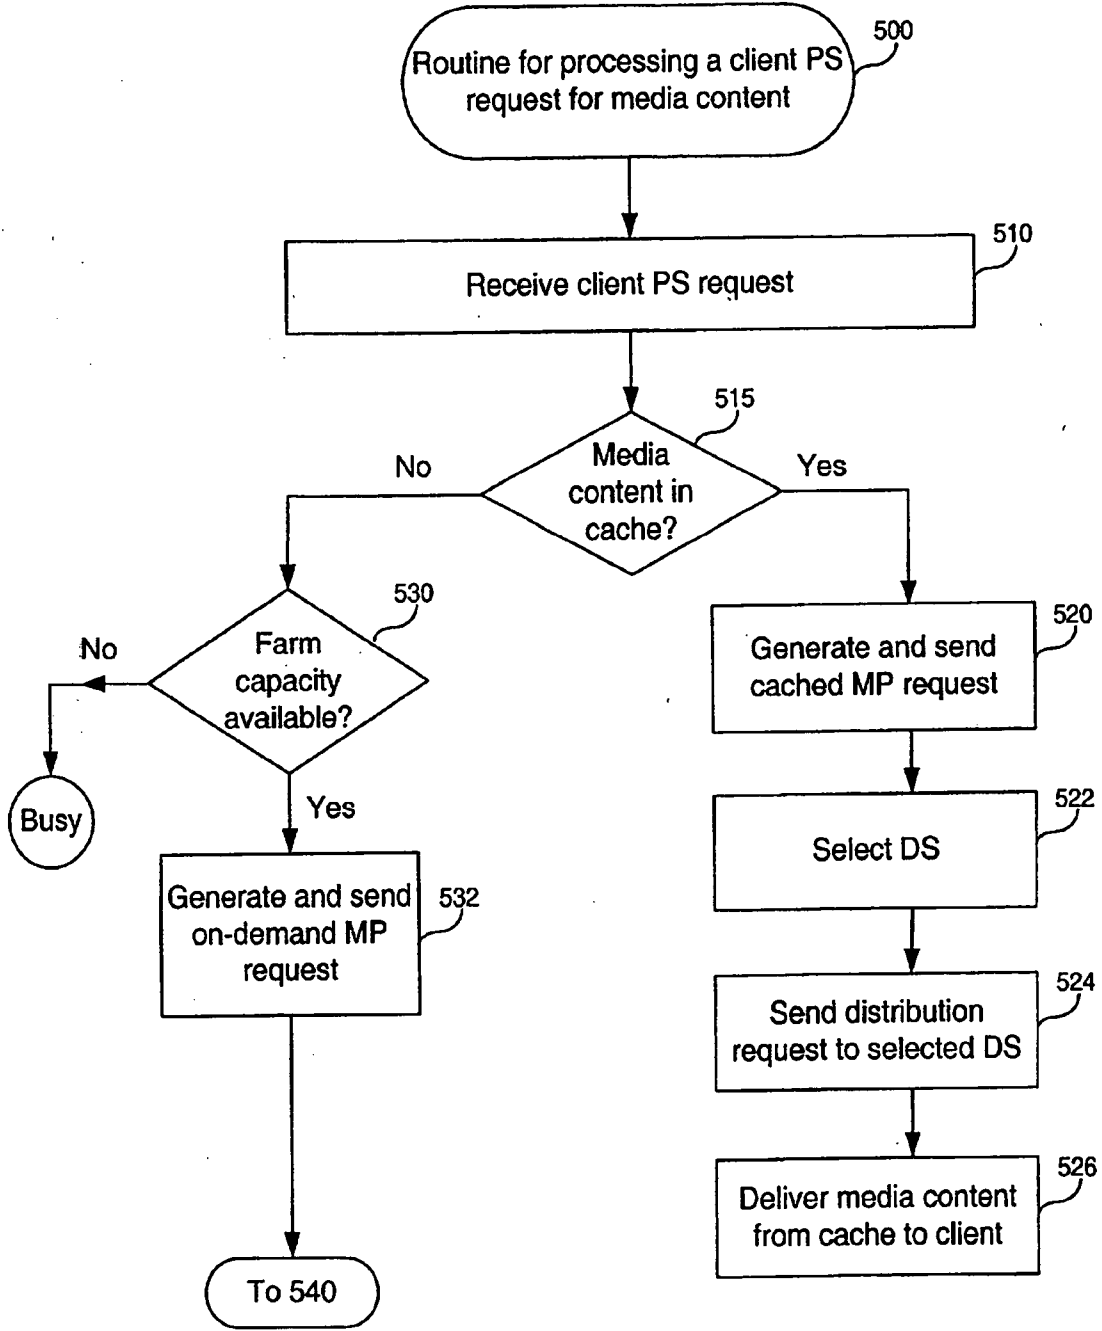 Routine for processing a client PS
request for media content
500
510
Receive client PS request
515
Media
content in
cache?
No
Yes
530
Farm
capacity
available?
No
Busy
Yes
Generate and send
on-demand MP
request
532
To 540
520
Generate and send
cached MP request
522
Select DS
524
Send distribution
request to selected DS
526
Deliver media content
from cache to client